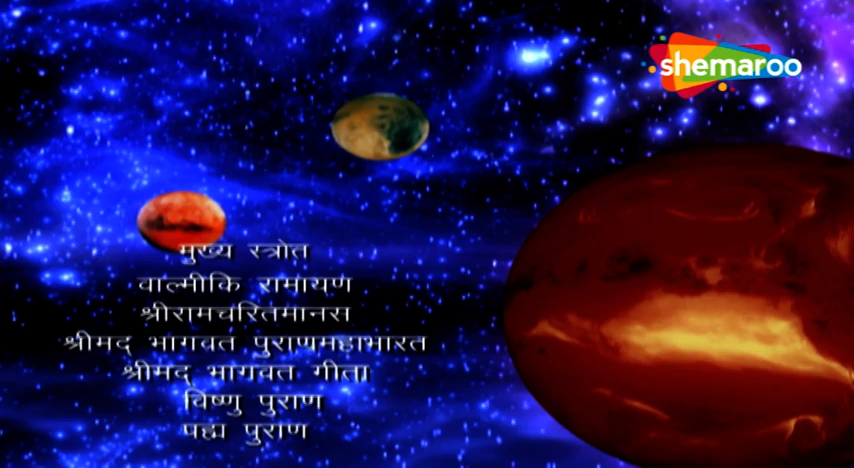 shemaroo
मुख्य स्त्रोत
वाल्मीकि रामायण
श्रीरामचरितमानस
श्रीमद् भागवत पुराणमहाभारत
श्रीमद् भागवत गीता
विष्णु पुराण
पद्म पुराण